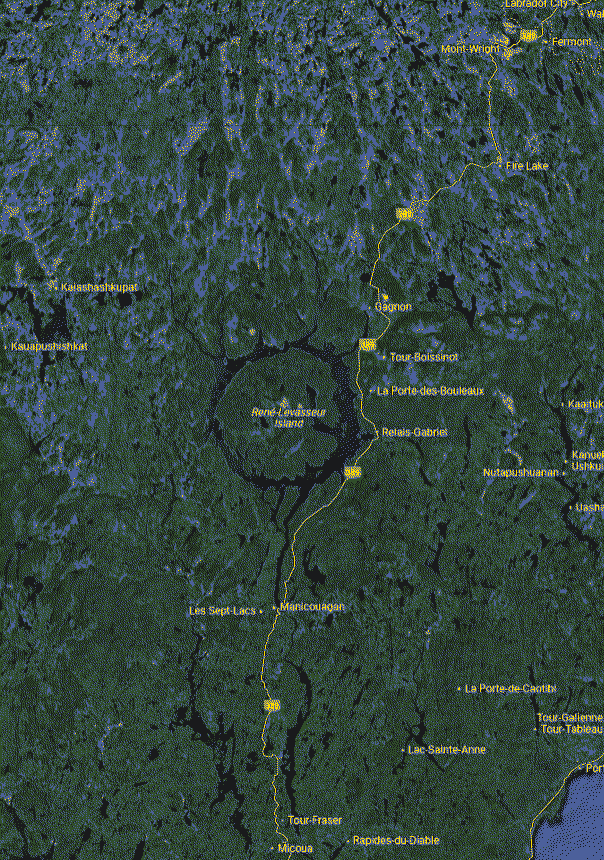 Labrador City
Mont-Wright
Fermont
Fire Lake
Kaiashashkupat
Gagnon
Kauapushishkat
Tour-Boissinot
La Porte-des-Bouleaux
René-Levasseur
Island
Relais-Gabriel
Nutapushuanan
Les Sept-Lacs
Manicouagan
La Porte-de-Caotibi
Tour-Galienne
Tour-Tableau
Lac-Sainte-Anne
Port
Tour-Fraser
Rapides-du-Diable
Micoua